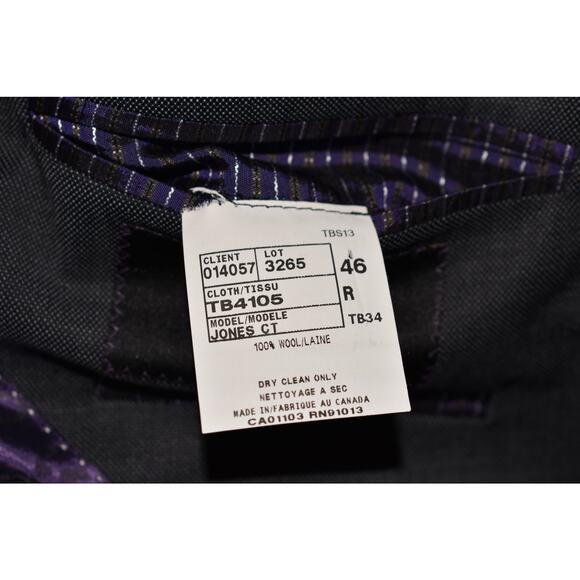 TBS13
CLIENT LOT
014057 3265 46
CLOTH/TISSU
TB4105 R
MODEL/MODELE
JONES CT TB34
100% WOOL/LAINE
DRY CLEAN ONLY
NETTOYAGE A SEC
MADE IN/FABRIQUE AU CANADA
CA01103 RN91013